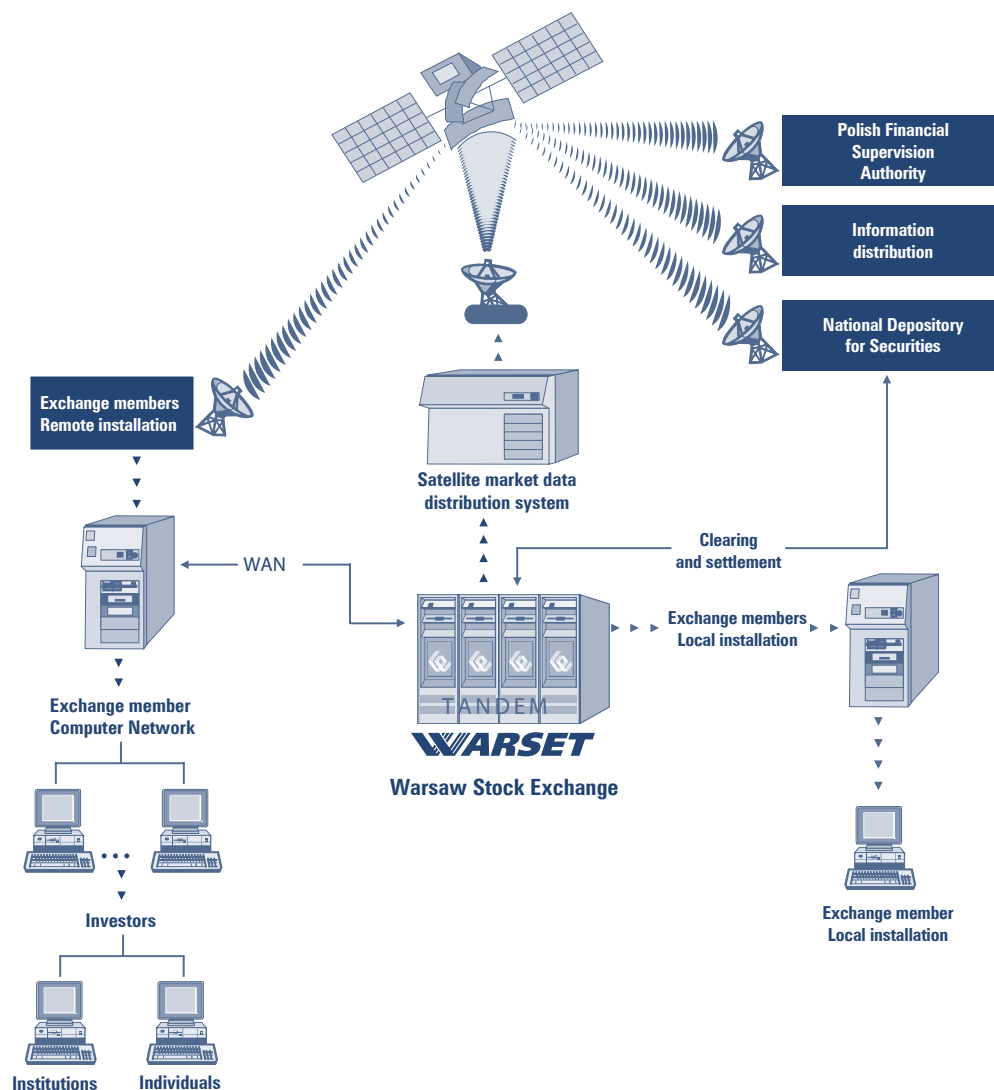 Polish Financial
Supervision
Authority
Information
distribution
National Depository
for Securities
Exchange members
Remote installation
Satellite market data
distribution system
Clearing
and settlement
WAN
Exchange members
Local installation
TANDEM
WARSET
Warsaw Stock Exchange
Exchange member
Computer Network
Investors
Institutions
Individuals
Exchange member
Local installation